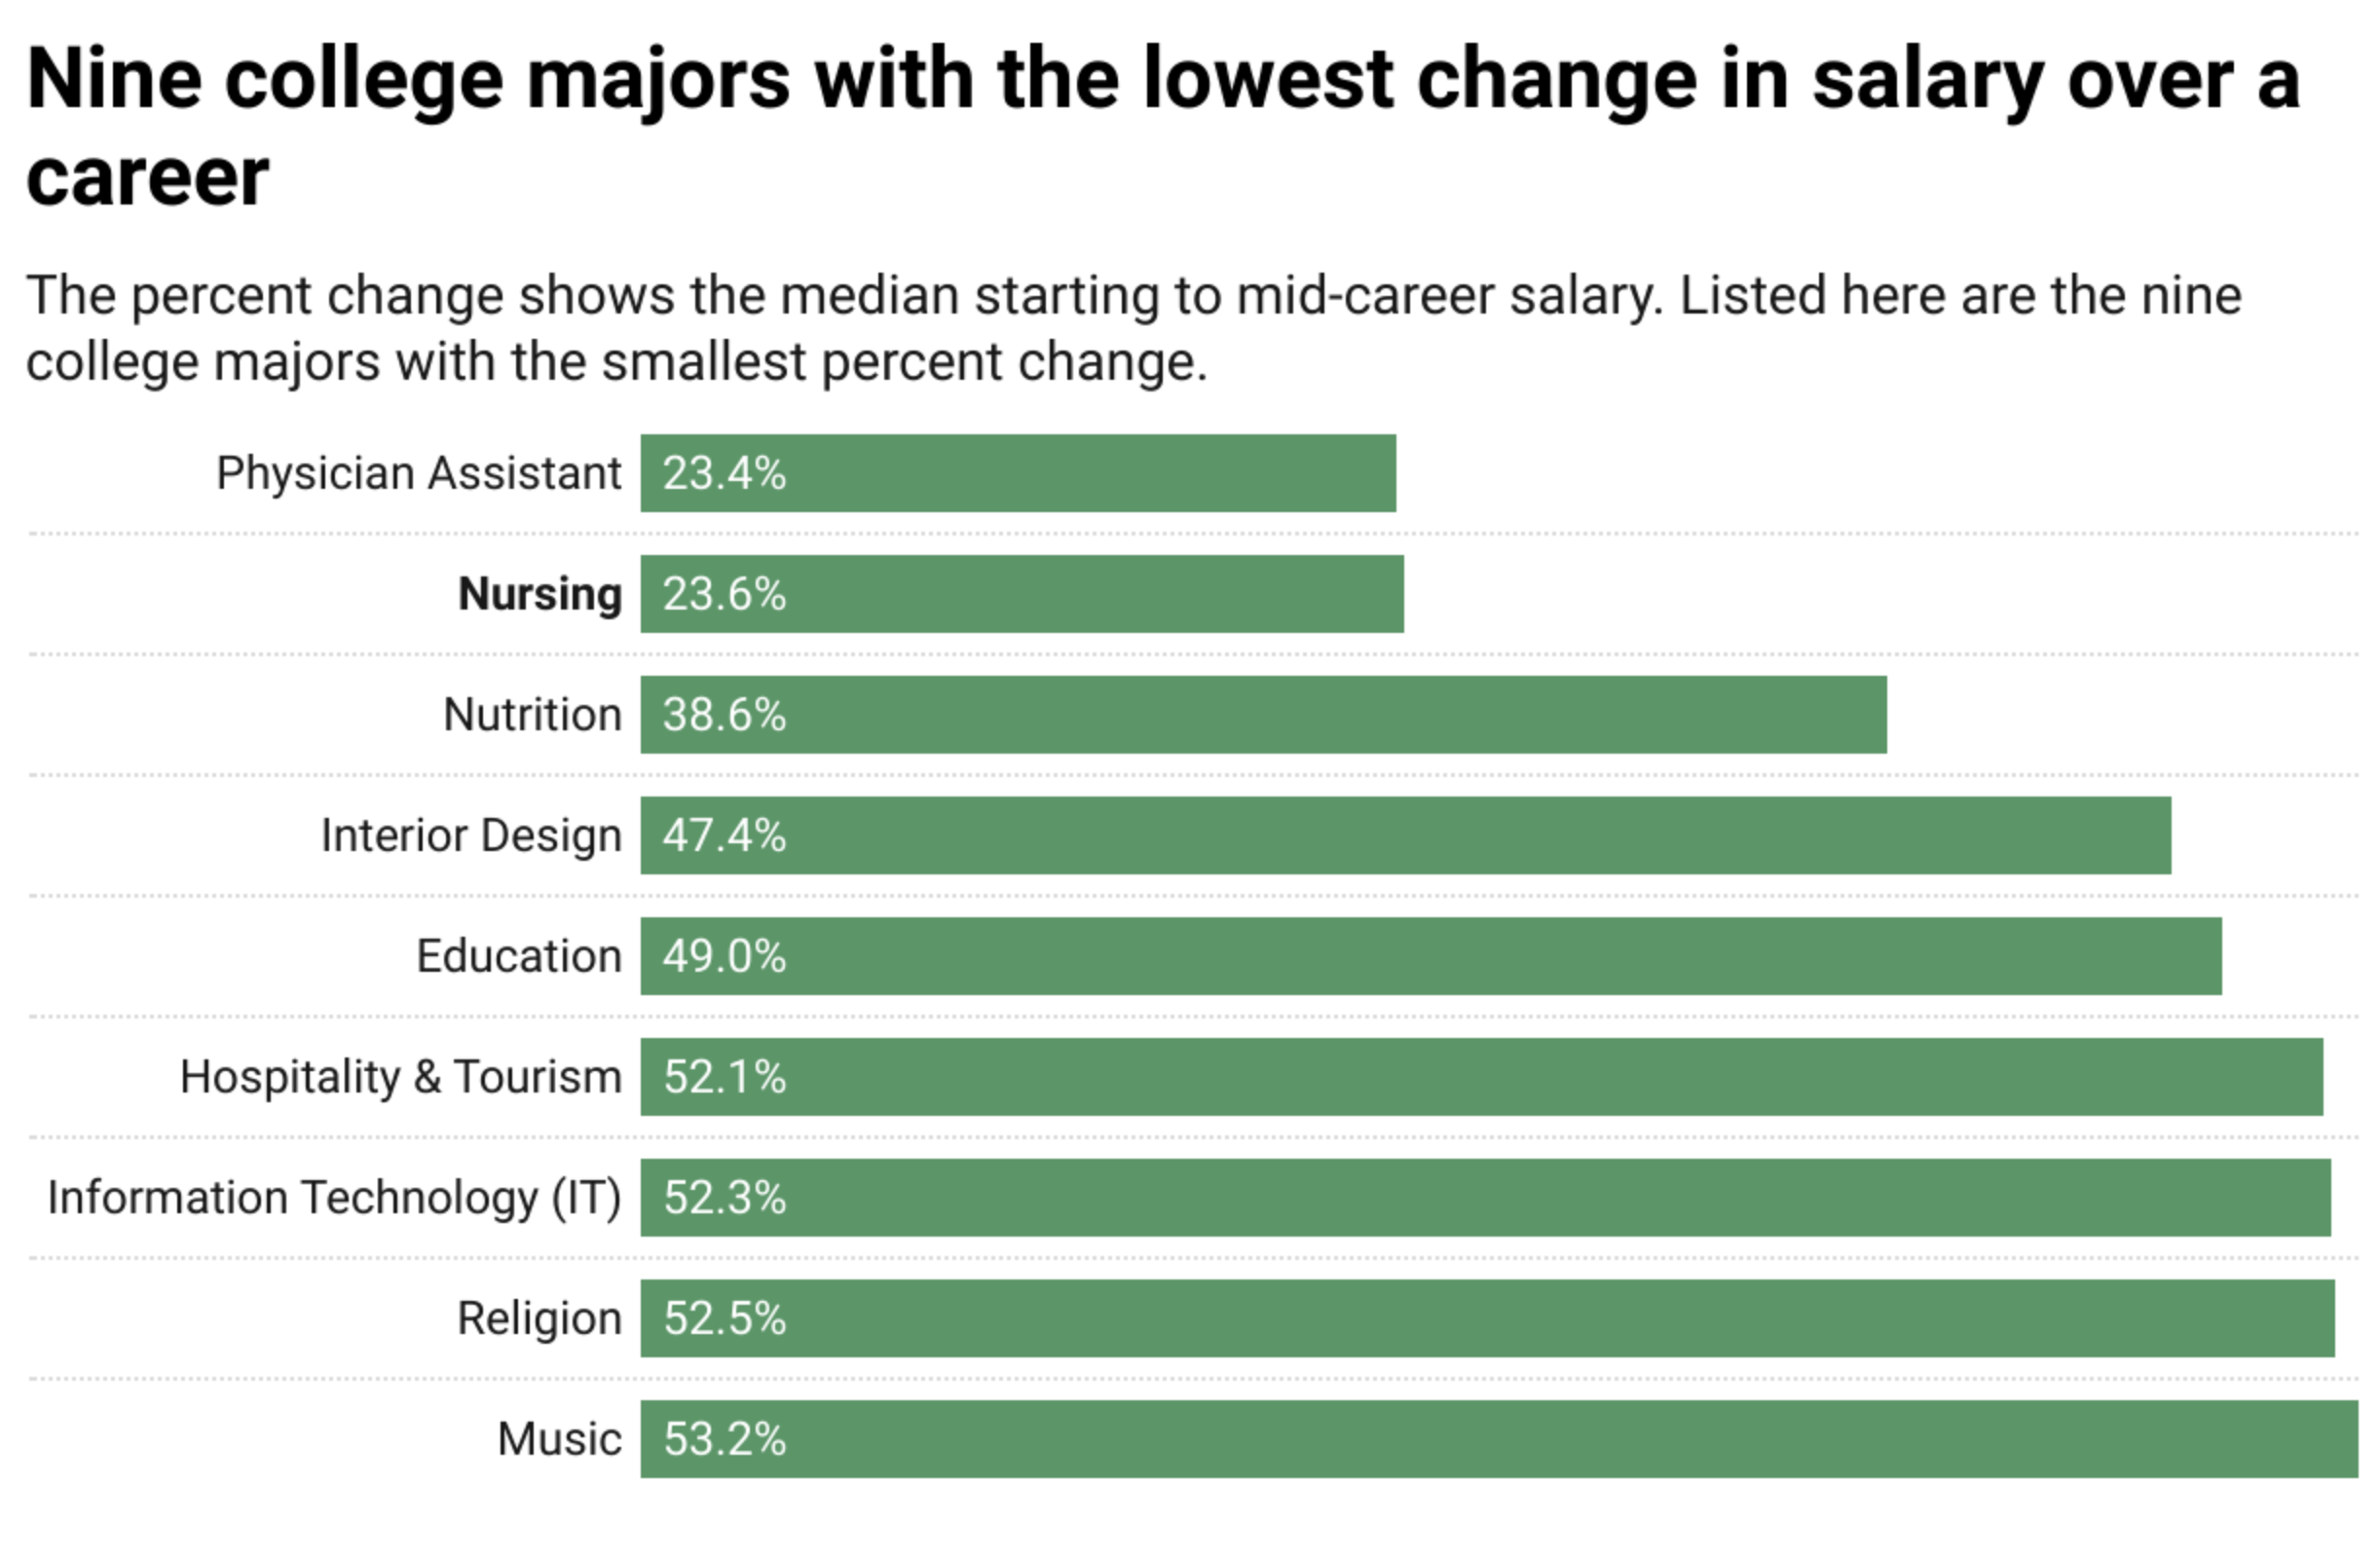 Nine college majors with the lowest change in salary over a
career
The percent change shows the median starting to mid-career salary. Listed here are the nine
college majors with the smallest percent change.
Physician Assistant 23.4%
Nursing 23.6%
Nutrition 38.6%
Interior Design 47.4%
Education 49.0%
Hospitality & Tourism 52.1%
Information Technology (IT) 52.3%
Religion 52.5%
Music 53.2%